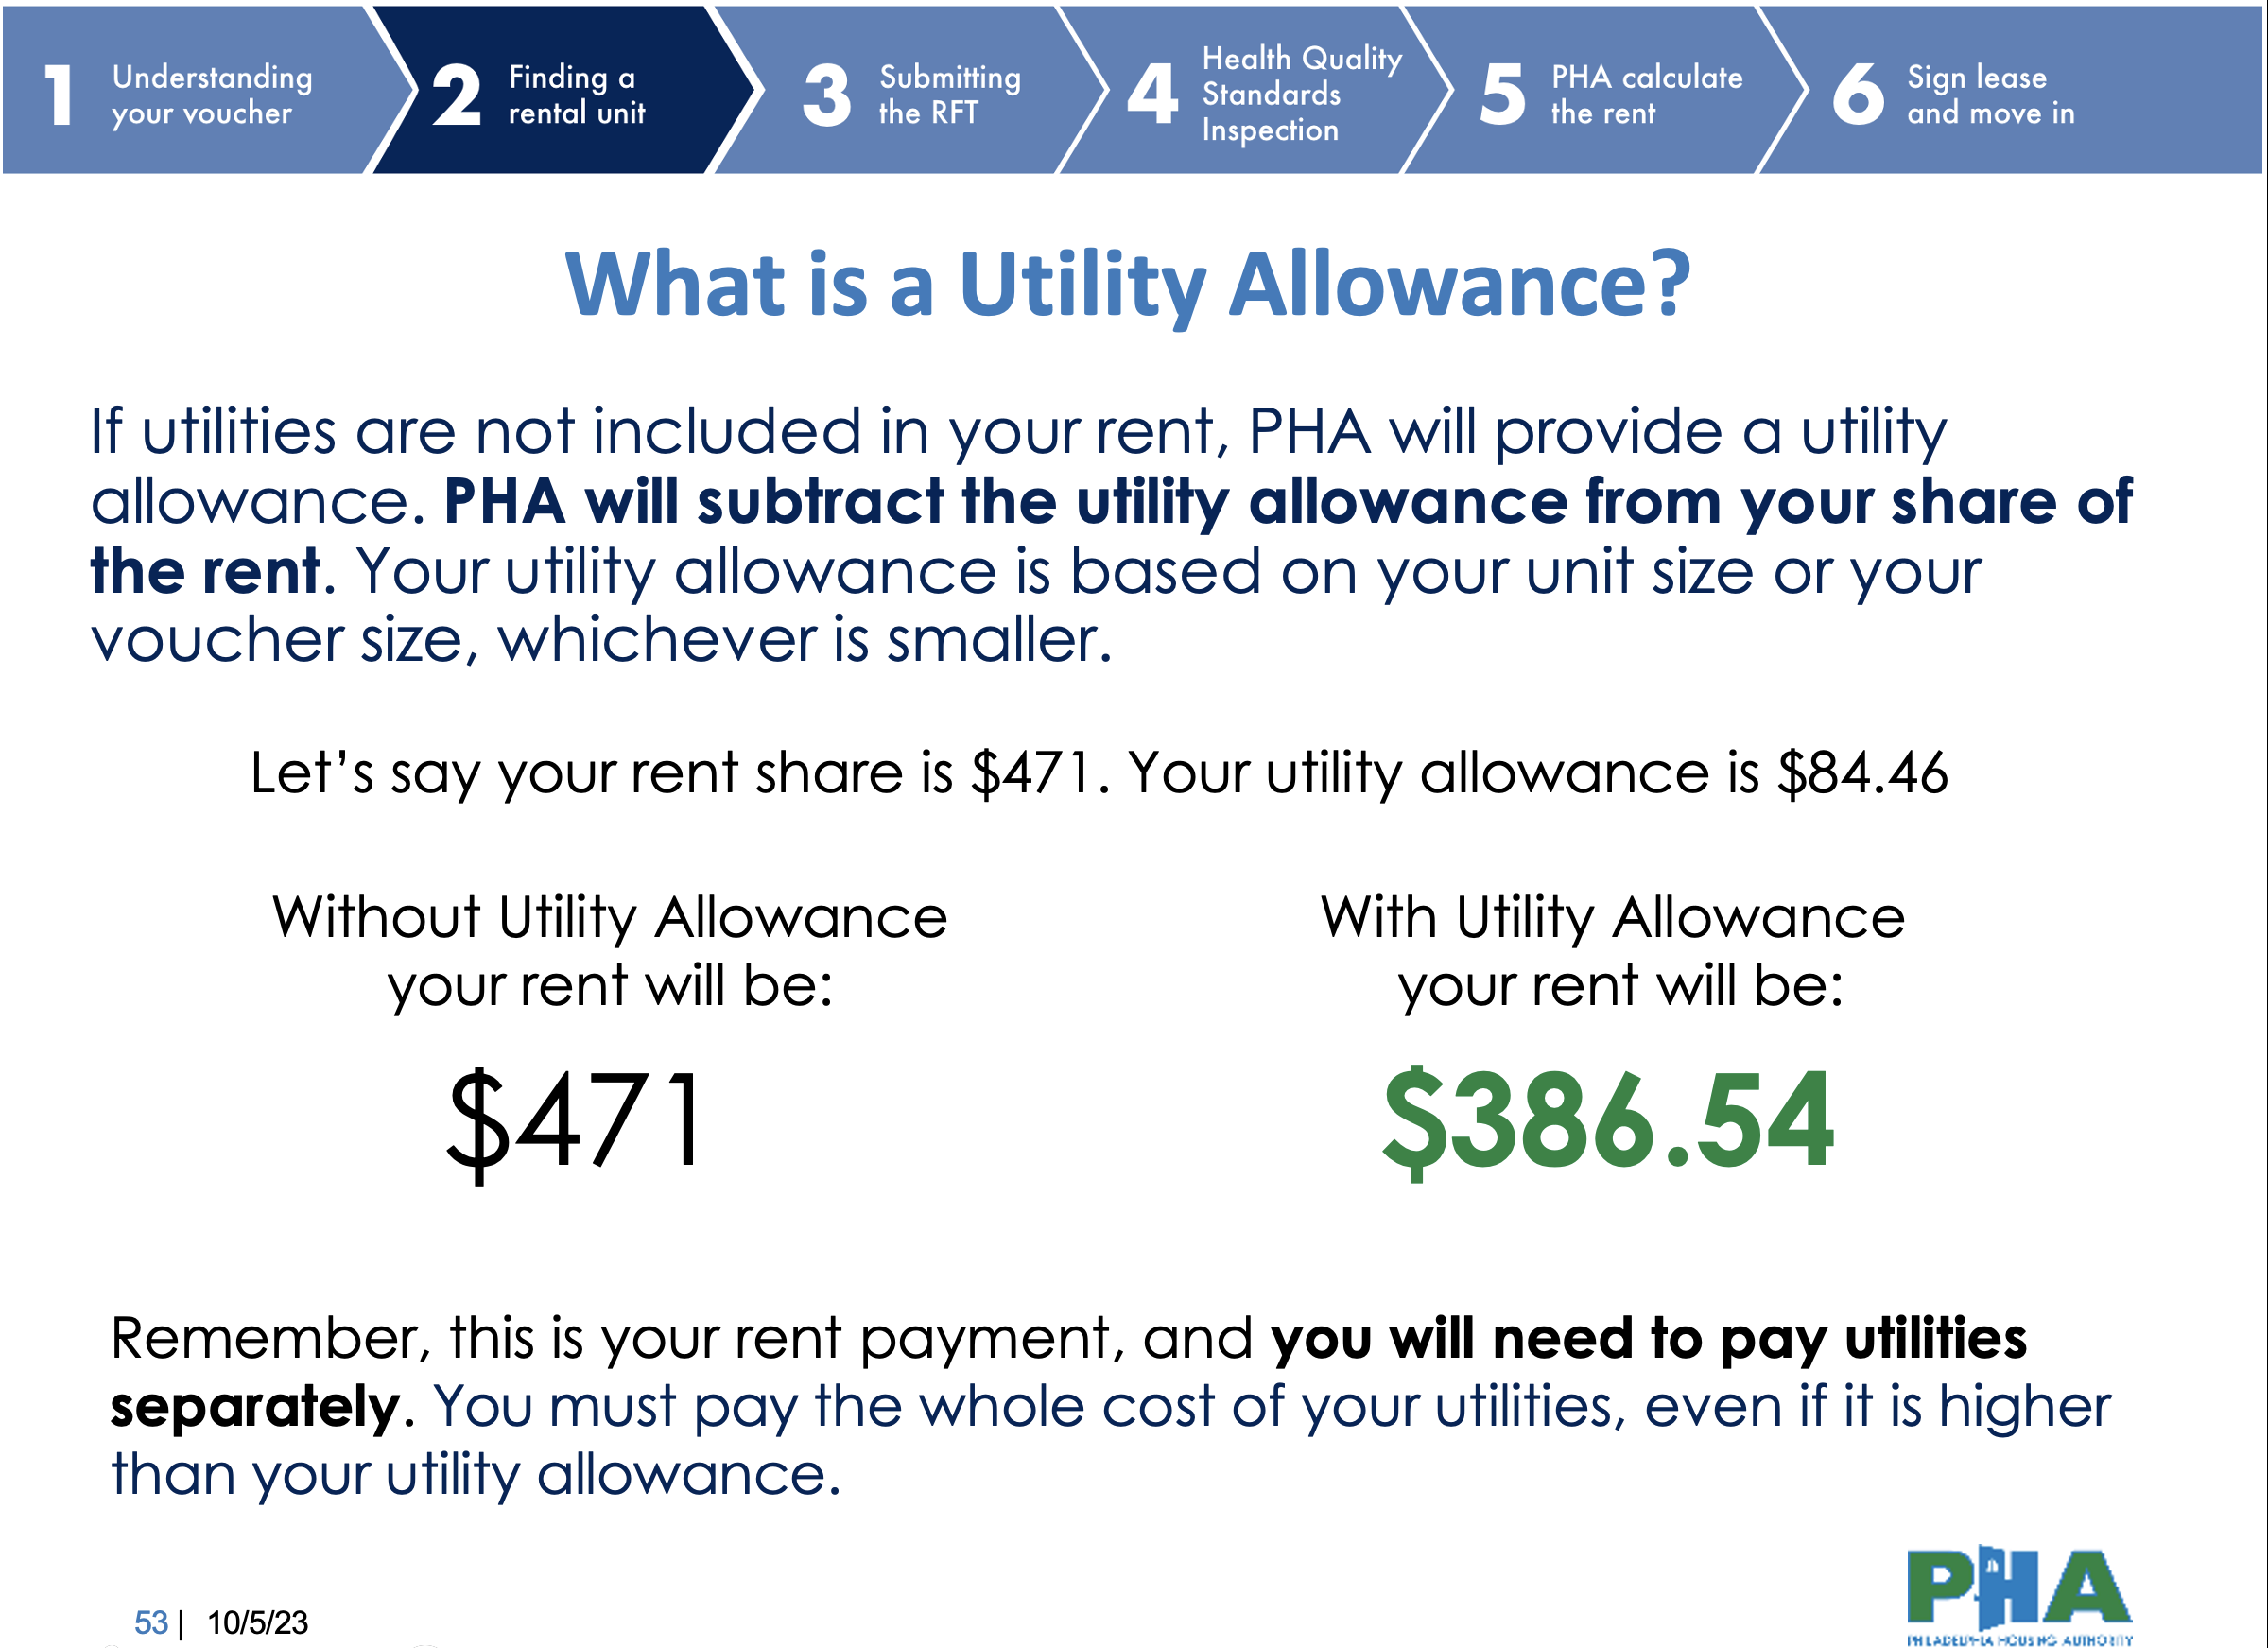 1 Understanding
your voucher
2 Finding a
rental unit
3 Submitting
the RFT
4 Health Quality
Standards
Inspection
5 PHA calculate
the rent
6 Sign lease
and move in
What is a Utility Allowance?
If utilities are not included in your rent, PHA will provide a utility
allowance. PHA will subtract the utility allowance from your share of
the rent. Your utility allowance is based on your unit size or your
voucher size, whichever is smaller.
Let’s say your rent share is $471. Your utility allowance is $84.46
Without Utility Allowance
your rent will be:
$471
With Utility Allowance
your rent will be:
$386.54
Remember, this is your rent payment, and you will need to pay utilities
separately. You must pay the whole cost of your utilities, even if it is higher
than your utility allowance.
53 | 10/5/23
PHA
PHILADELPHIA HOUSING AUTHORITY